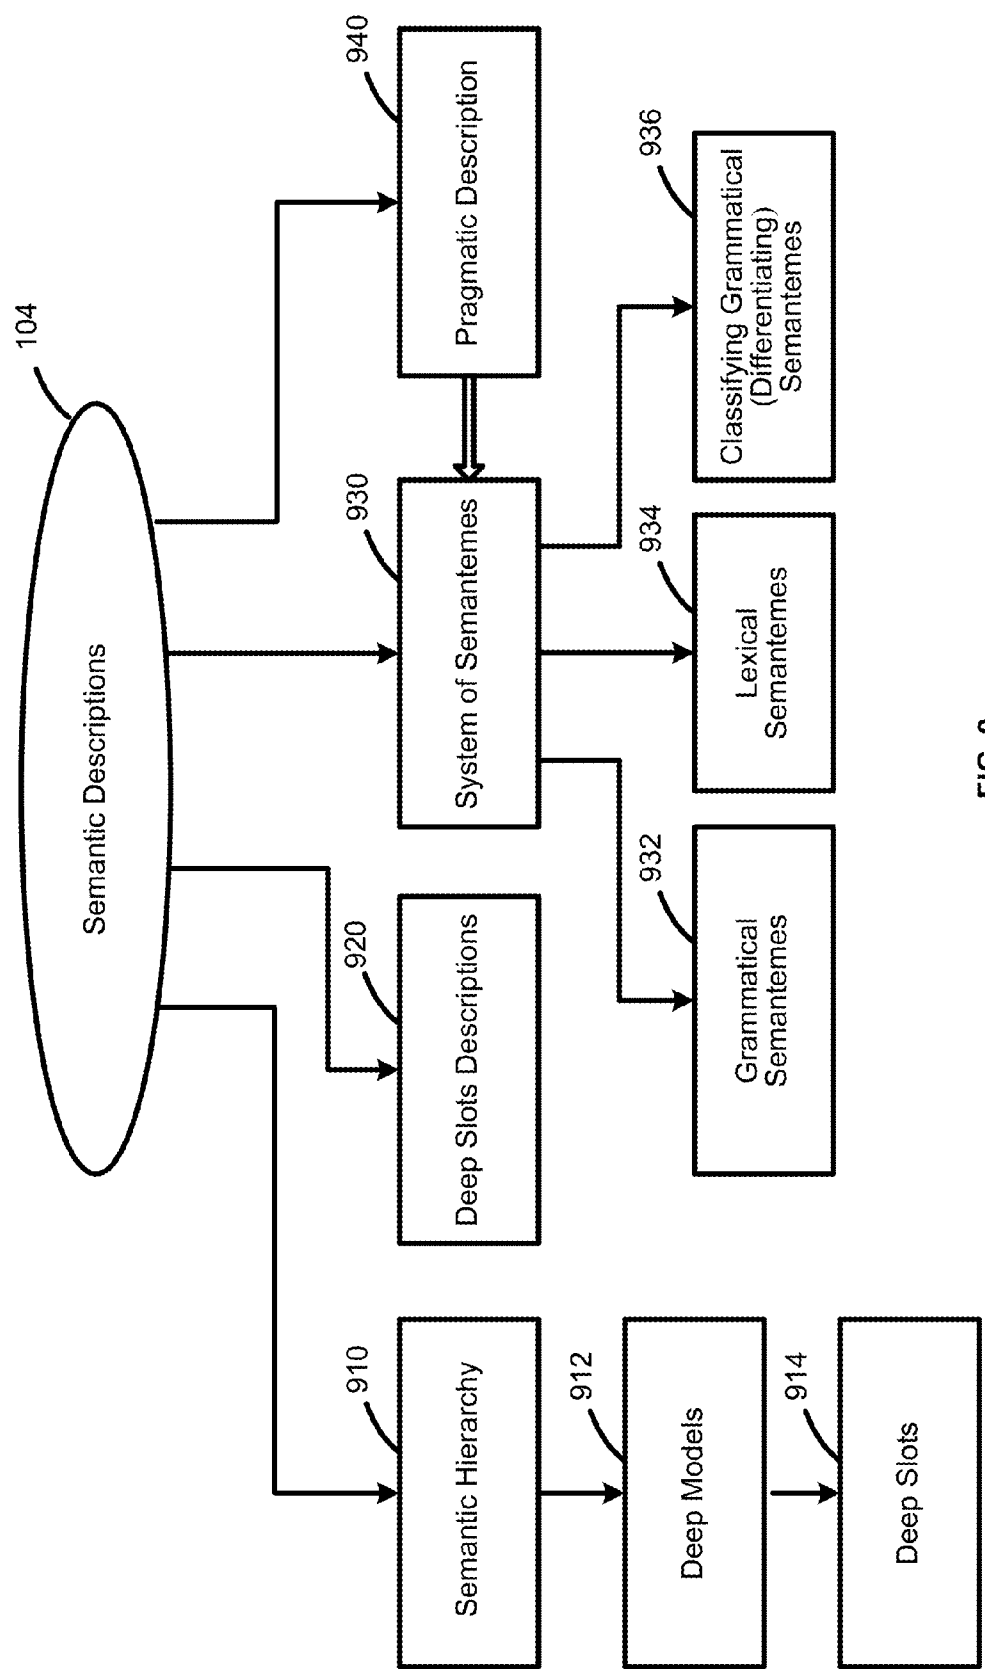 104
Semantic Descriptions
910
Semantic Hierarchy
920
Deep Slots Descriptions
930
System of Semantemes
940
Pragmatic Description
912
Deep Models
932
Grammatical
Semantemes
934
Lexical
Semantemes
936
Classifying Grammatical
(Differentiating)
Semantemes
914
Deep Slots